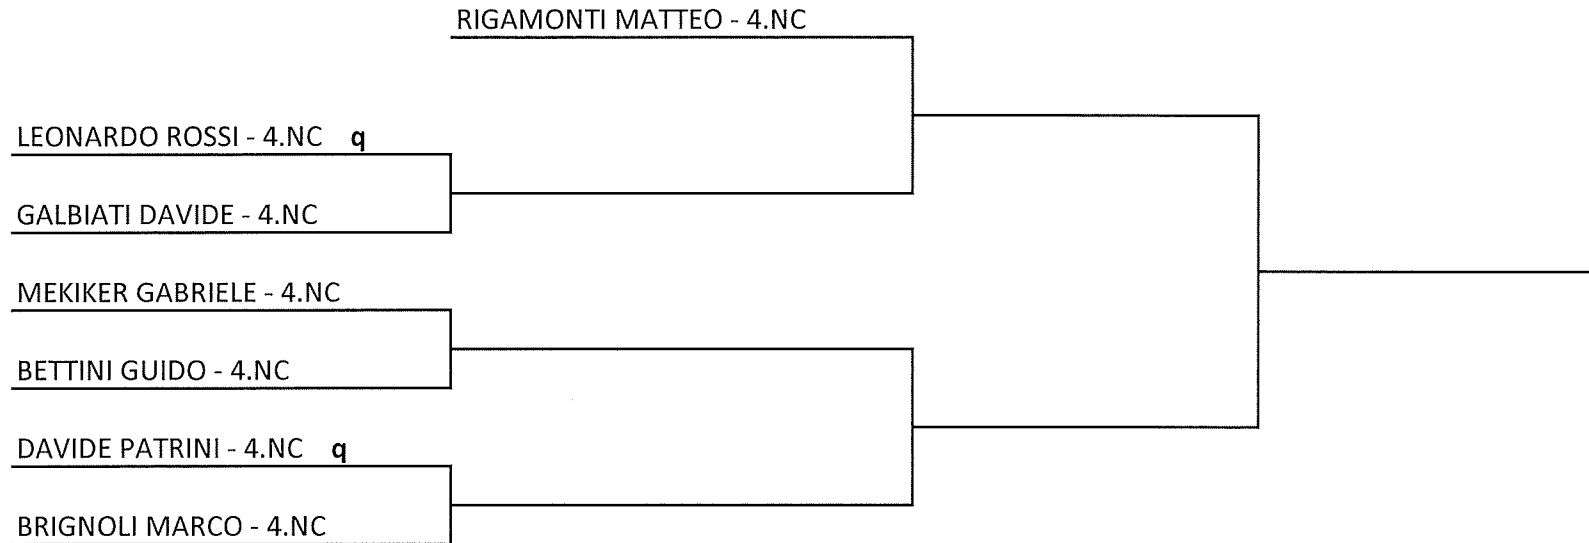 RIGAMONTI MATTEO - 4.NC
LEONARDO ROSSI - 4.NC q
GALBIATI DAVIDE - 4.NC
MEKIKER GABRIELE - 4.NC
BETTINI GUIDO - 4.NC
DAVIDE PATRINI - 4.NC q
BRIGNOLI MARCO - 4.NC